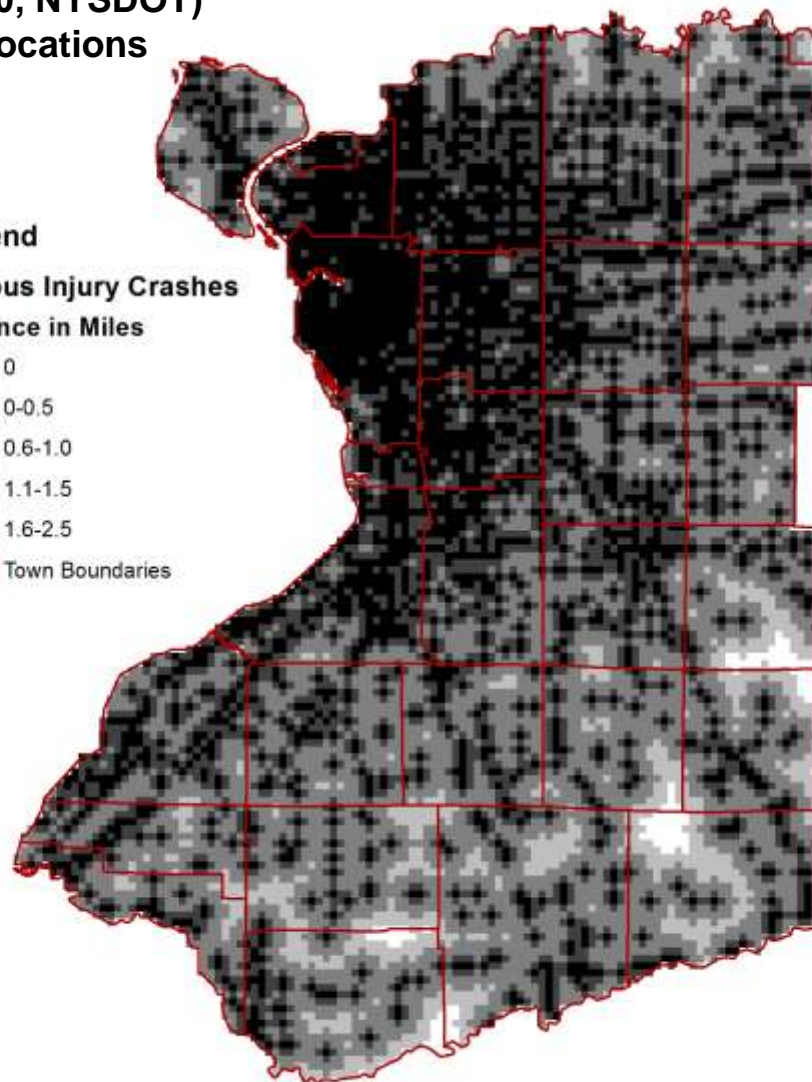 0, NYSDOT)
ocations
end
ous Injury Crashes
nce in Miles
0
0-0.5
0.6-1.0
1.1-1.5
1.6-2.5
Town Boundaries